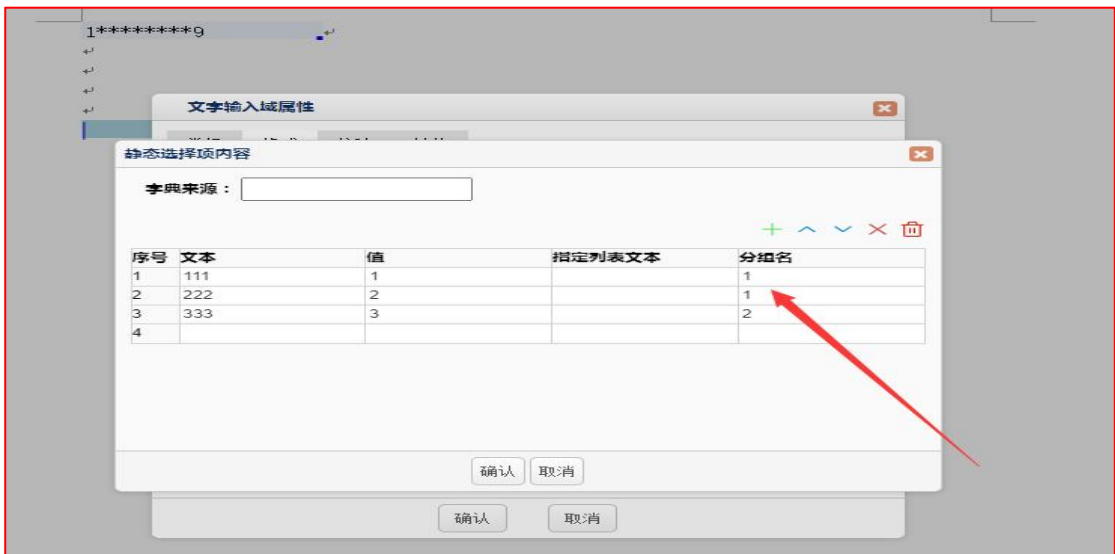 1********9
文字输入域属性
静态选择项内容
字典来源：
序号 文本 值 指定列表文本 分组名
1 111 1 1
2 222 2 1
3 333 3 2
4
确认 取消
确认 取消